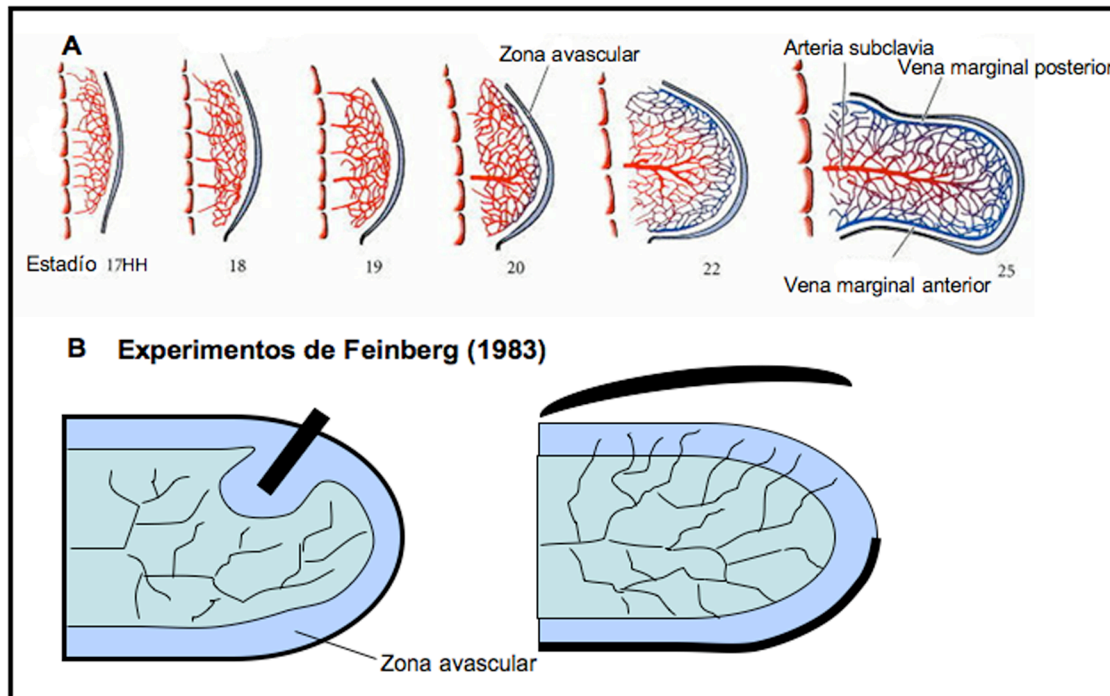 A
Zona avascular
Arteria subclavia
Vena marginal posterior
Estadío 17HH
18
19
20
22
25
Vena marginal anterior
B Experimentos de Feinberg (1983)
Zona avascular